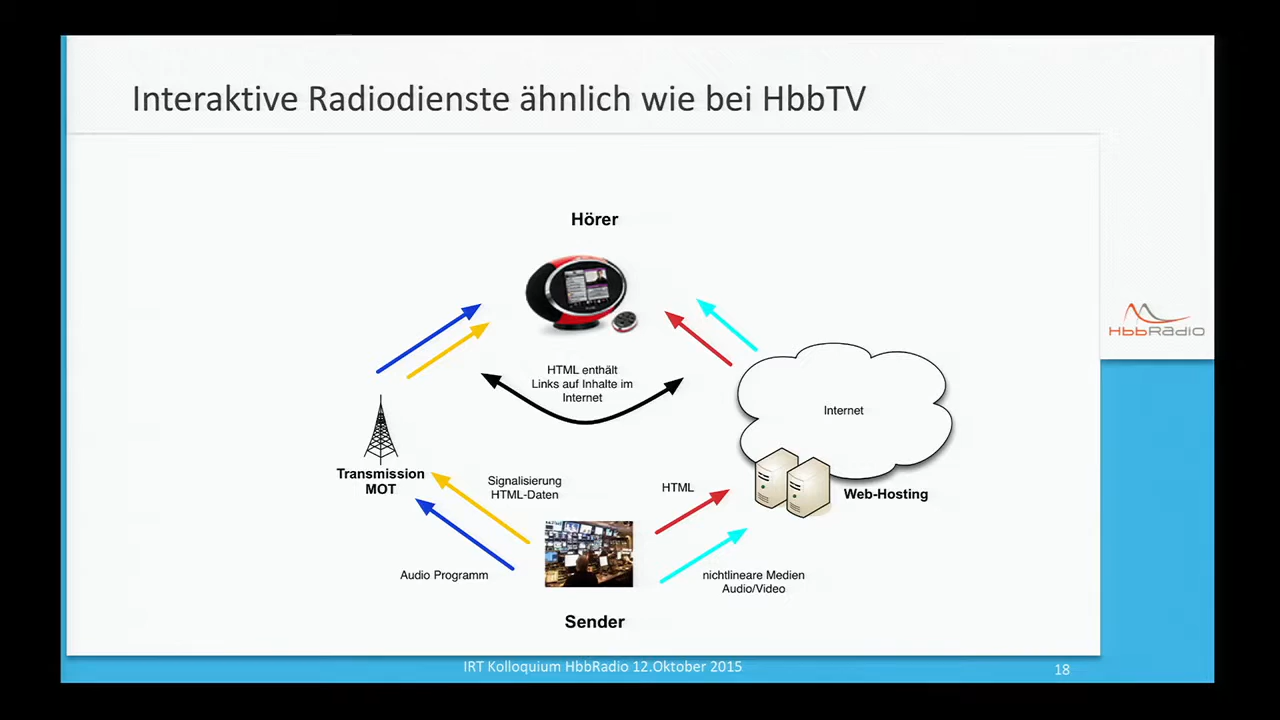 Interaktive Radiodienste ähnlich wie bei HbbTV
Hörer
HbbRadio
HTML enthält
Links auf Inhalte im
Internet
Internet
Transmission
MOT
Signalisierung
HTML-Daten
HTML
Web-Hosting
Audio Programm
nichtlineare Medien
Audio/Video
Sender
IRT Kolloquium HbbRadio 12.Oktober 2015
18